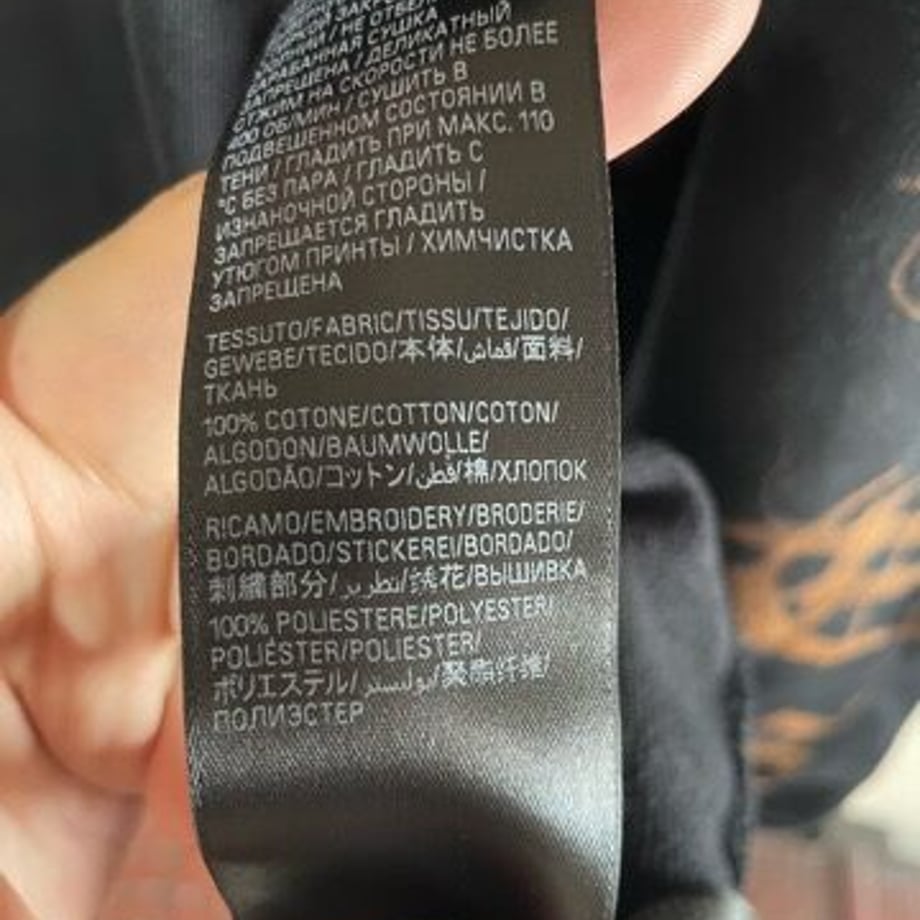 ЗАПРЕЩЕНА / ДЕЛИКАТНЫЙ
ОТЖИМ НА СКОРОСТИ НЕ БОЛЕЕ
400 ОБ/МИН / СУШИТЬ В
ПОДВЕШЕННОМ СОСТОЯНИИ В
ТЕНИ / ГЛАДИТЬ ПРИ МАКС. 110
°С БЕЗ ПАРА / ГЛАДИТЬ С
ИЗНАНОЧНОЙ СТОРОНЫ /
ЗАПРЕЩАЕТСЯ ГЛАДИТЬ
УТЮГОМ ПРИНТЫ / ХИМЧИСТКА
ЗАПРЕЩЕНА
TESSUTO/FABRIC/TISSU/TEJIDO/
GEWEBE/TECIDO/本体/قماش/面料/
ТКАНЬ
100% COTONE/COTTON/COTON/
ALGODON/BAUMWOLLE/
ALGODÃO/コットン/قطن/棉/ХЛОПОК
RICAMO/EMBROIDERY/BRODERIE/
BORDADO/STICKEREI/BORDADO/
刺繍部分/تطريز/绣花/ВЫШИВКА
100% POLIESTERE/POLYESTER/
POLIÉSTER/POLIESTER/
ポリエステル/بوليستر/聚酯纤维/
ПОЛИЭСТЕР